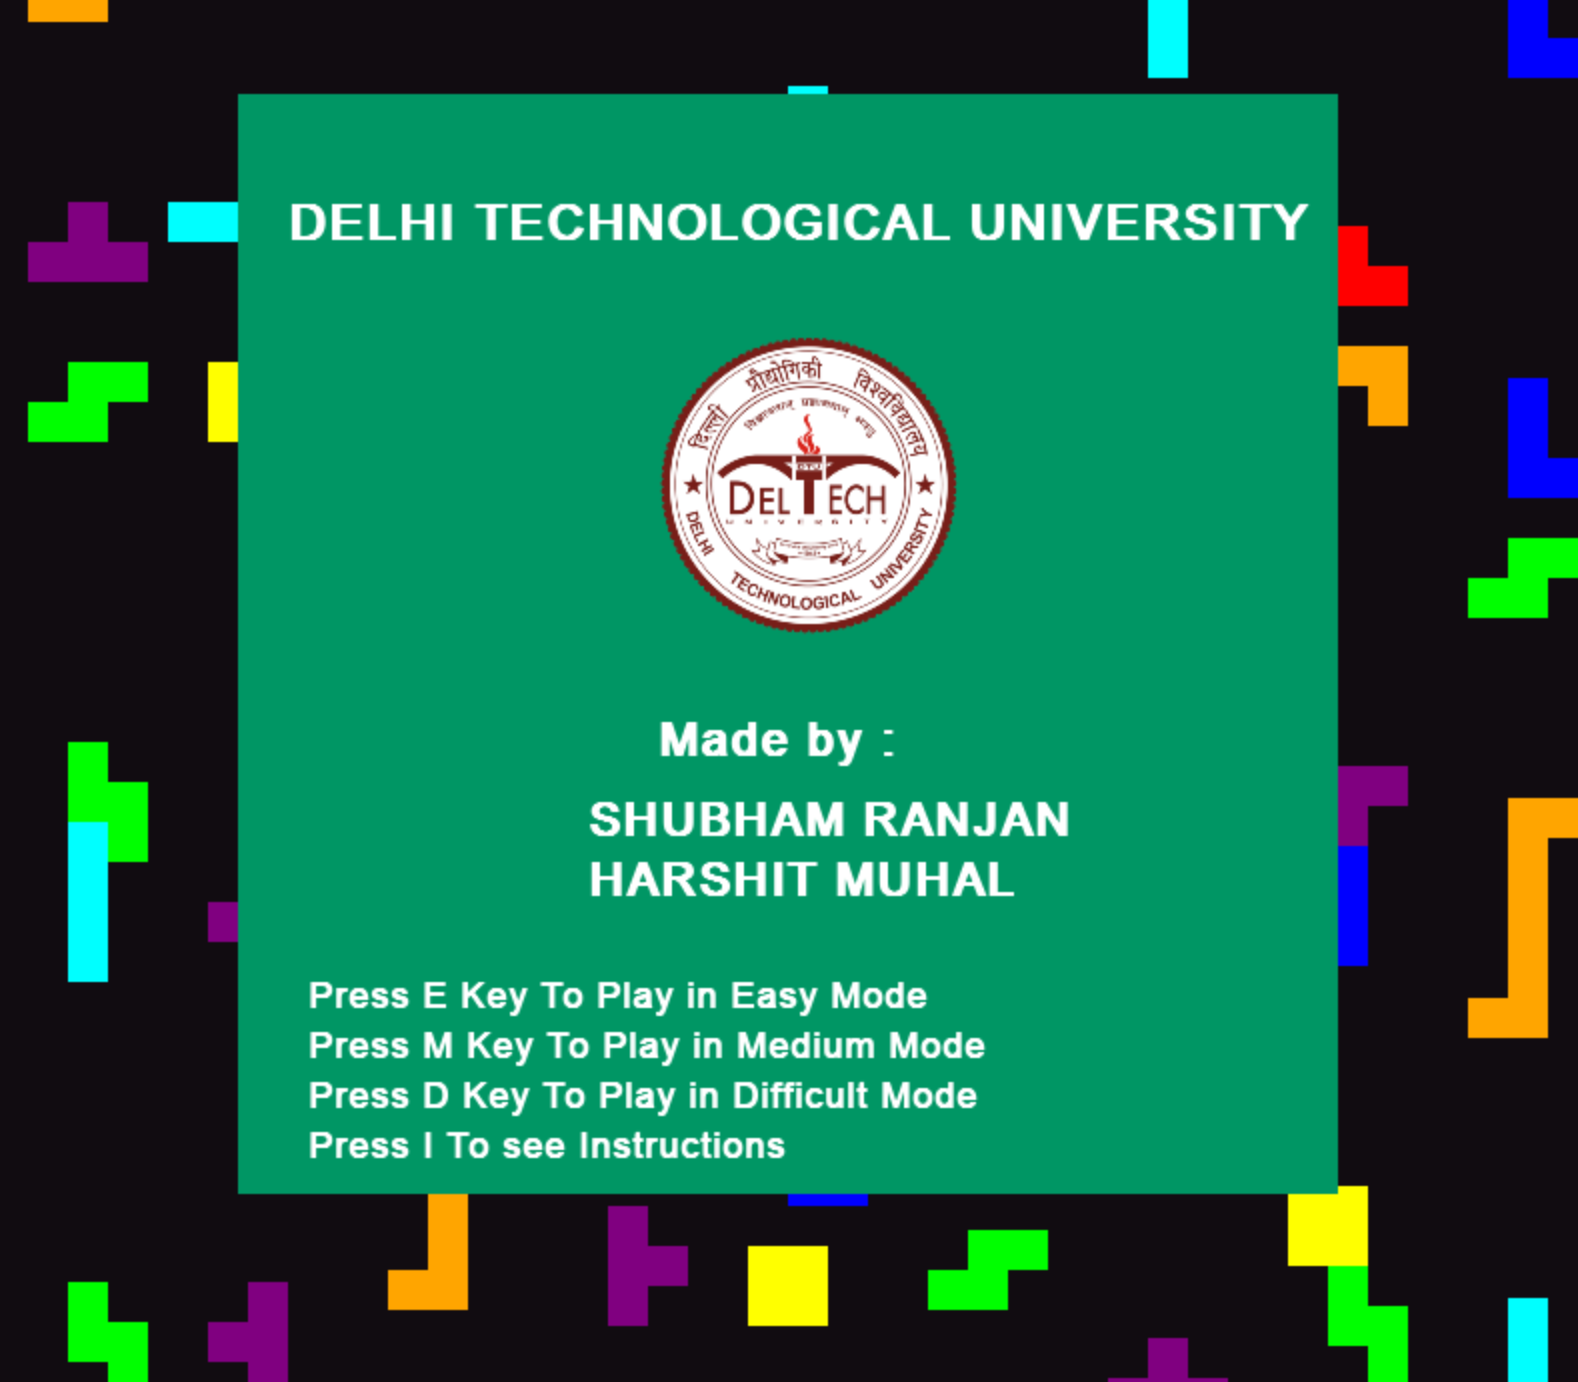 DELHI TECHNOLOGICAL UNIVERSITY
दिल्ली प्रौद्योगिकी विश्वविद्यालय
DTU
DELTECH
UNIVERSITY
DELHI TECHNOLOGICAL UNIVERSITY
Made by :
SHUBHAM RANJAN
HARSHIT MUHAL
Press E Key To Play in Easy Mode
Press M Key To Play in Medium Mode
Press D Key To Play in Difficult Mode
Press I To see Instructions